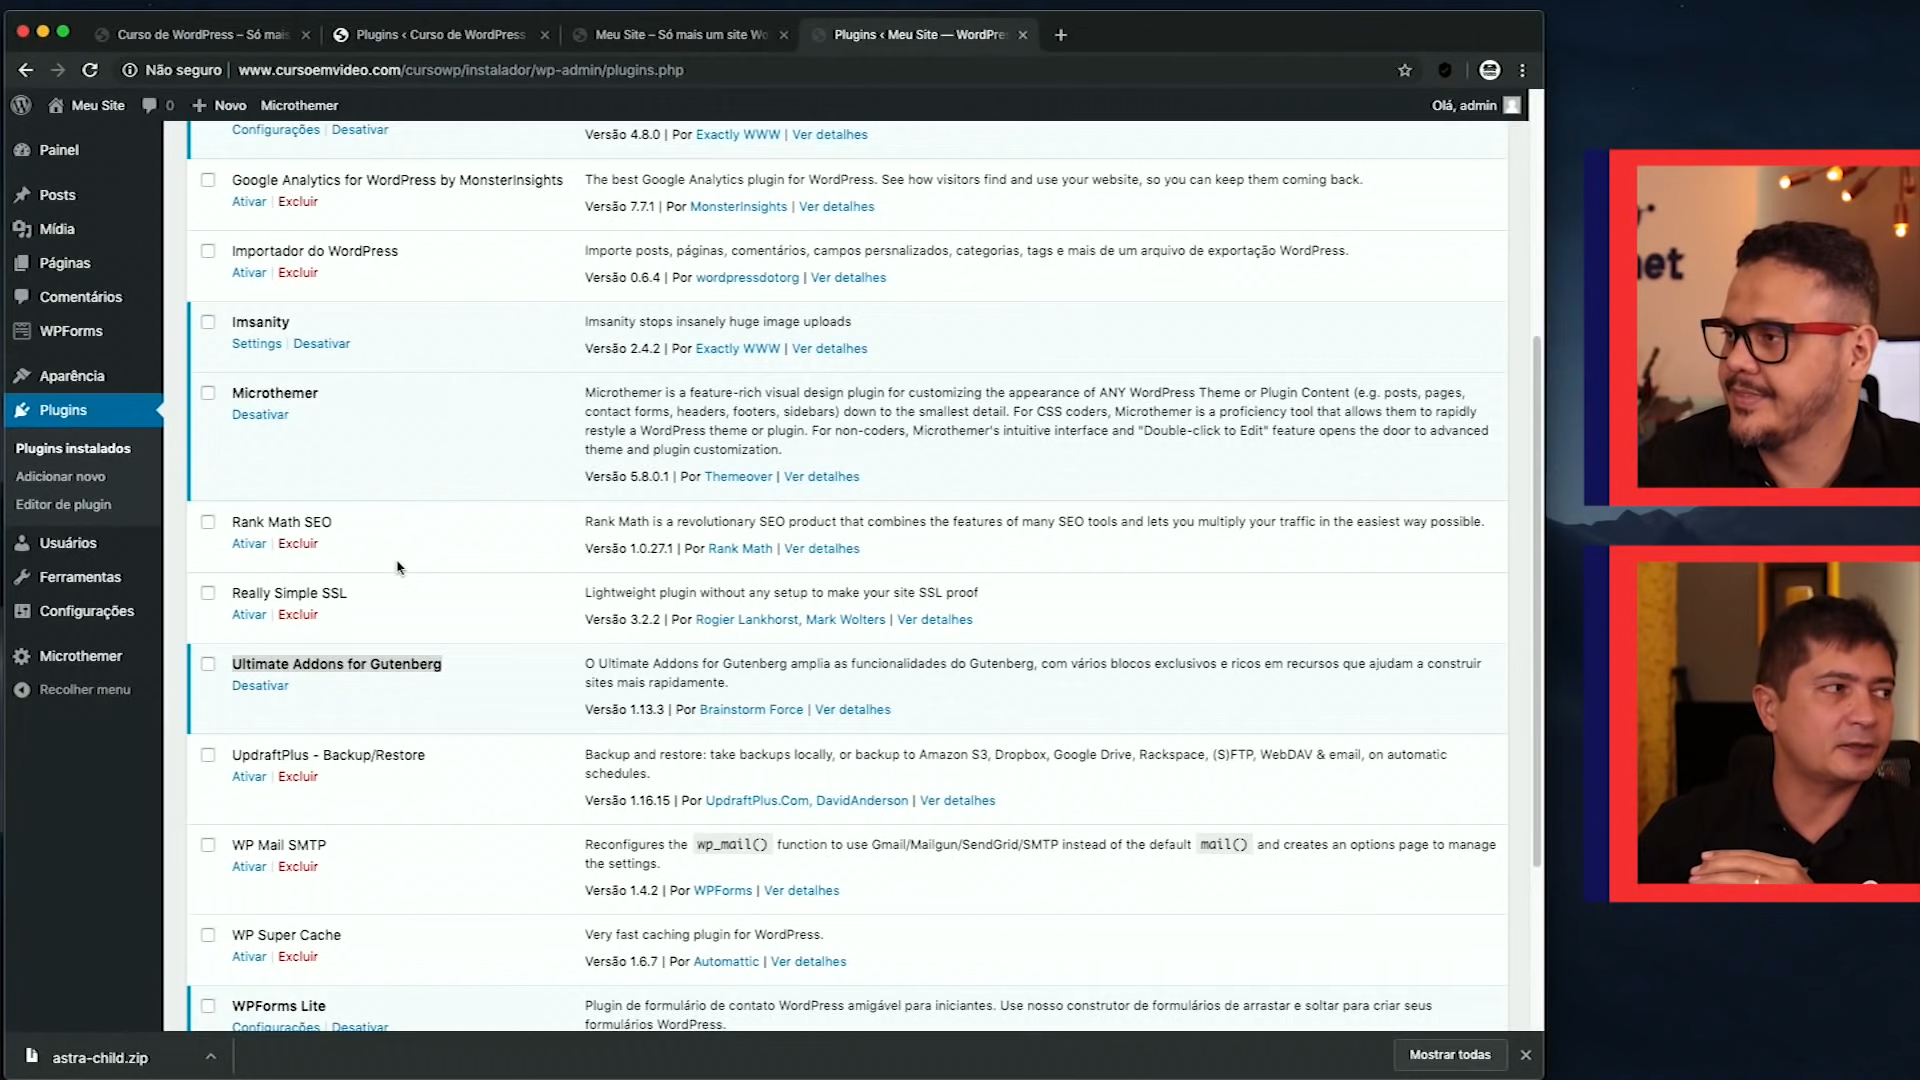 Curso de WordPress – Só mais
Plugins ‹ Curso de WordPress
Meu Site – Só mais um site Wo
Plugins ‹ Meu Site — WordPre
Não seguro
www.cursoemvideo.com/cursowp/instalador/wp-admin/plugins.php
Meu Site 0 Novo Microthemer
Olá, admin
Painel
Posts
Mídia
Páginas
Comentários
WPForms
Aparência
Plugins
Plugins instalados
Adicionar novo
Editor de plugin
Usuários
Ferramentas
Configurações
Microthemer
Recolher menu
Configurações | Desativar
Versão 4.8.0 | Por Exactly WWW | Ver detalhes
Google Analytics for WordPress by MonsterInsights
Ativar | Excluir
The best Google Analytics plugin for WordPress. See how visitors find and use your website, so you can keep them coming back.
Versão 7.7.1 | Por MonsterInsights | Ver detalhes
Importador do WordPress
Ativar | Excluir
Importe posts, páginas, comentários, campos persnalizados, categorias, tags e mais de um arquivo de exportação WordPress.
Versão 0.6.4 | Por wordpressdotorg | Ver detalhes
Imsanity
Settings | Desativar
Imsanity stops insanely huge image uploads
Versão 2.4.2 | Por Exactly WWW | Ver detalhes
Microthemer
Desativar
Microthemer is a feature-rich visual design plugin for customizing the appearance of ANY WordPress Theme or Plugin Content (e.g. posts, pages,
contact forms, headers, footers, sidebars) down to the smallest detail. For CSS coders, Microthemer is a proficiency tool that allows them to rapidly
restyle a WordPress theme or plugin. For non-coders, Microthemer's intuitive interface and "Double-click to Edit" feature opens the door to advanced
theme and plugin customization.
Versão 5.8.0.1 | Por Themeover | Ver detalhes
Rank Math SEO
Ativar | Excluir
Rank Math is a revolutionary SEO product that combines the features of many SEO tools and lets you multiply your traffic in the easiest way possible.
Versão 1.0.27.1 | Por Rank Math | Ver detalhes
Really Simple SSL
Ativar | Excluir
Lightweight plugin without any setup to make your site SSL proof
Versão 3.2.2 | Por Rogier Lankhorst, Mark Wolters | Ver detalhes
Ultimate Addons for Gutenberg
Desativar
O Ultimate Addons for Gutenberg amplia as funcionalidades do Gutenberg, com vários blocos exclusivos e ricos em recursos que ajudam a construir
sites mais rapidamente.
Versão 1.13.3 | Por Brainstorm Force | Ver detalhes
UpdraftPlus - Backup/Restore
Ativar | Excluir
Backup and restore: take backups locally, or backup to Amazon S3, Dropbox, Google Drive, Rackspace, (S)FTP, WebDAV & email, on automatic
schedules.
Versão 1.16.15 | Por UpdraftPlus.Com, DavidAnderson | Ver detalhes
WP Mail SMTP
Ativar | Excluir
Reconfigures the wp_mail() function to use Gmail/Mailgun/SendGrid/SMTP instead of the default mail() and creates an options page to manage
the settings.
Versão 1.4.2 | Por WPForms | Ver detalhes
WP Super Cache
Ativar | Excluir
Very fast caching plugin for WordPress.
Versão 1.6.7 | Por Automattic | Ver detalhes
WPForms Lite
Configurações | Desativar
Plugin de formulário de contato WordPress amigável para iniciantes. Use nosso construtor de formulários de arrastar e soltar para criar seus
formulários WordPress.
astra-child.zip
Mostrar todas
net